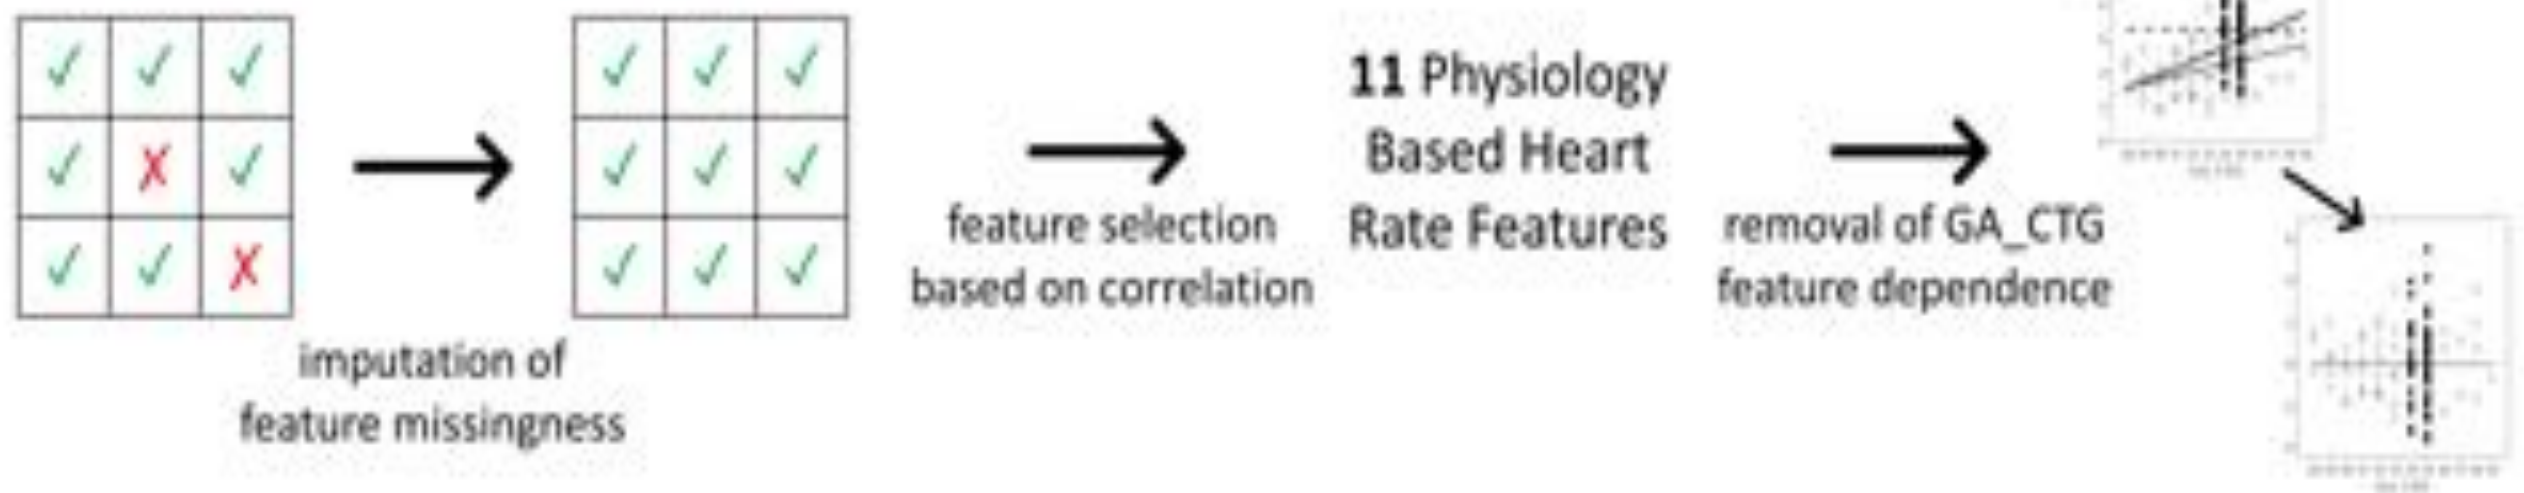 imputation of
feature missingness
feature selection
based on correlation
11 Physiology
Based Heart
Rate Features
removal of GA_CTG
feature dependence